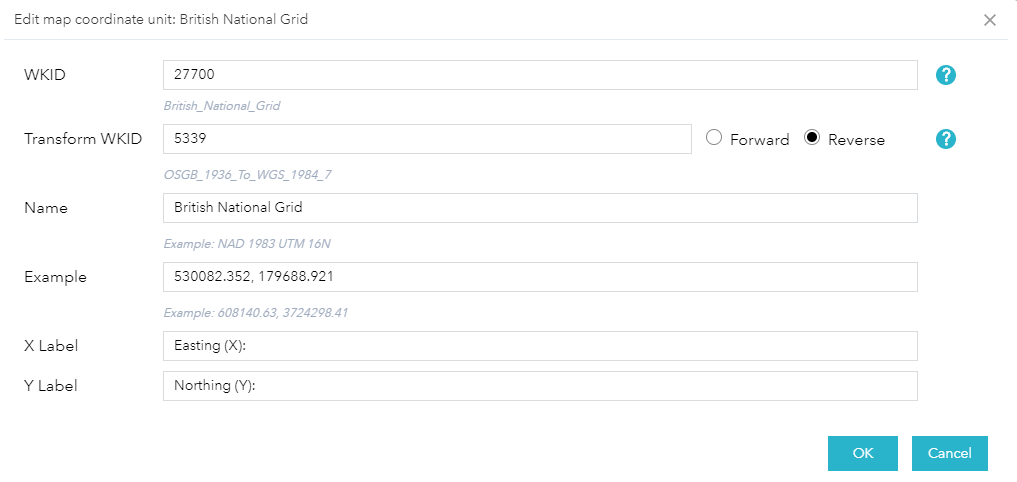 Edit map coordinate unit: British National Grid
WKID 27700 ?
British_National_Grid
Transform WKID 5339 Forward Reverse ?
OSGB_1936_To_WGS_1984_7
Name British National Grid
Example: NAD 1983 UTM 16N
Example 530082.352, 179688.921
Example: 608140.63, 3724298.41
X Label Easting (X):
Y Label Northing (Y):
OK Cancel